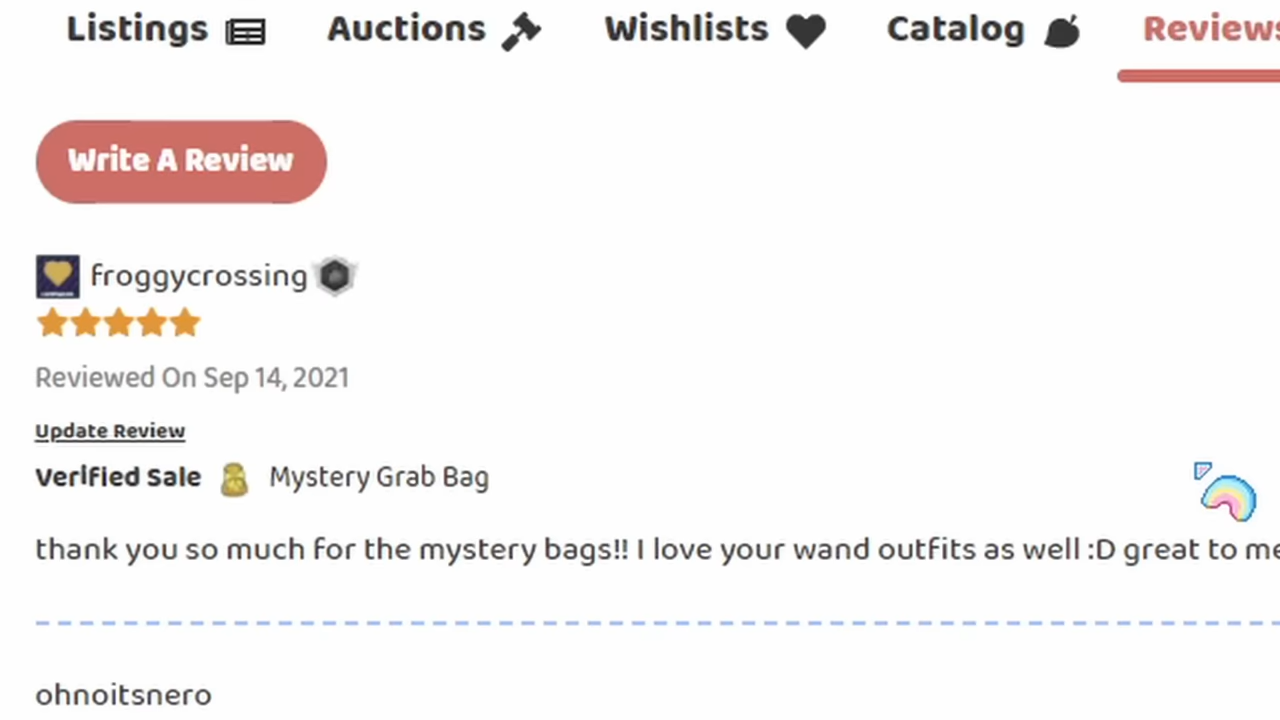 Listings Auctions Wishlists Catalog Reviews
Write A Review
froggycrossing
Reviewed On Sep 14, 2021
Update Review
Verified Sale Mystery Grab Bag
thank you so much for the mystery bags!! I love your wand outfits as well :D great to me
ohnoitsnero